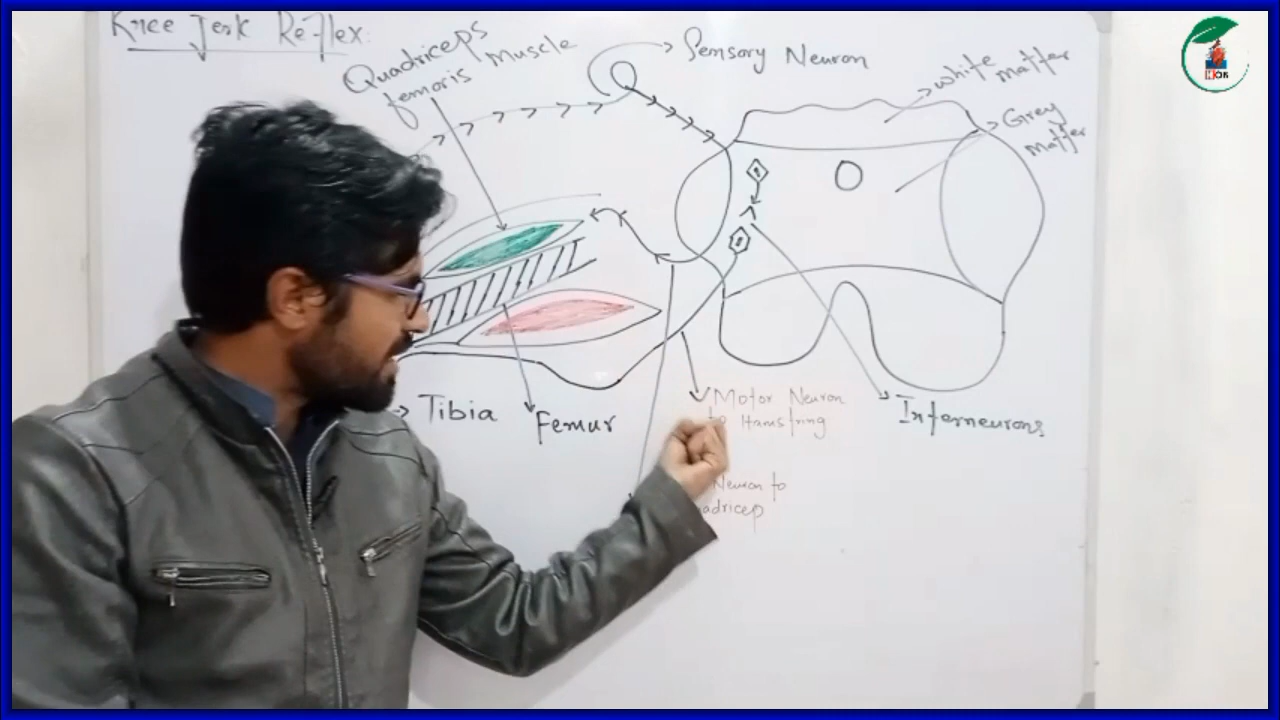 Knee Jerk Reflex:
Quadriceps
femoris Muscle
Sensory Neuron
white matter
Grey
matter
Tibia
Femur
Motor Neuron
to Hamstring
Interneurons
Neuron to
adricep